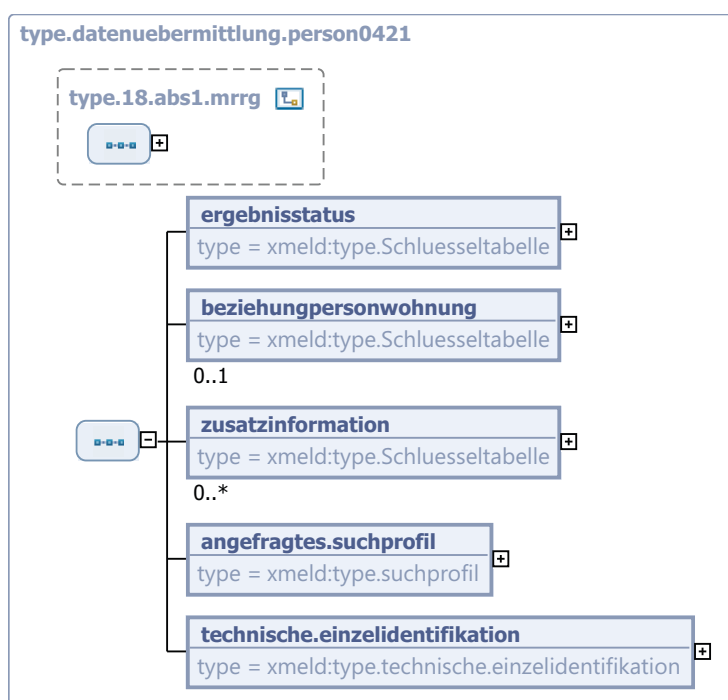 type.datenuebermittlung.person0421
type.18.abs1.mrrg
ergebnisstatus
type = xmeld:type.Schluesseltabelle
beziehungpersonwohnung
type = xmeld:type.Schluesseltabelle
0..1
zusatzinformation
type = xmeld:type.Schluesseltabelle
0..*
angefragtes.suchprofil
type = xmeld:type.suchprofil
technische.einzelidentifikation
type = xmeld:type.technische.einzelidentifikation